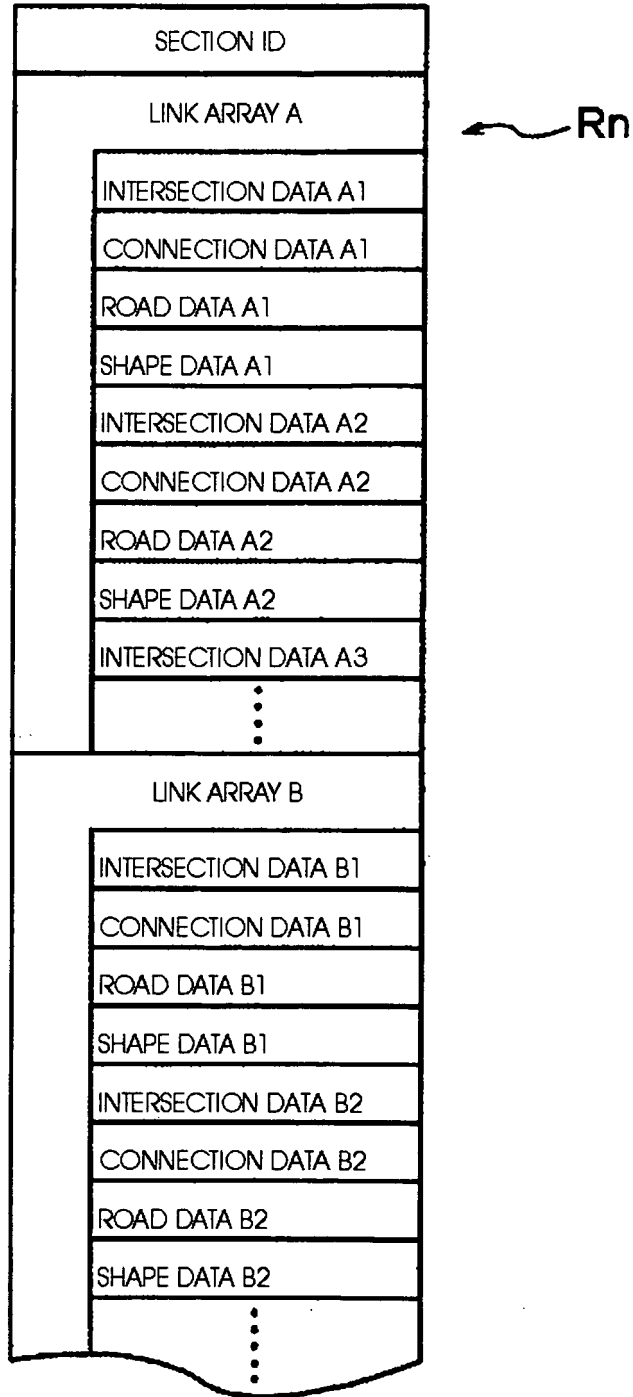 SECTION ID
LINK ARRAY A
Rn
INTERSECTION DATA A1
CONNECTION DATA A1
ROAD DATA A1
SHAPE DATA A1
INTERSECTION DATA A2
CONNECTION DATA A2
ROAD DATA A2
SHAPE DATA A2
INTERSECTION DATA A3
LINK ARRAY B
INTERSECTION DATA B1
CONNECTION DATA B1
ROAD DATA B1
SHAPE DATA B1
INTERSECTION DATA B2
CONNECTION DATA B2
ROAD DATA B2
SHAPE DATA B2